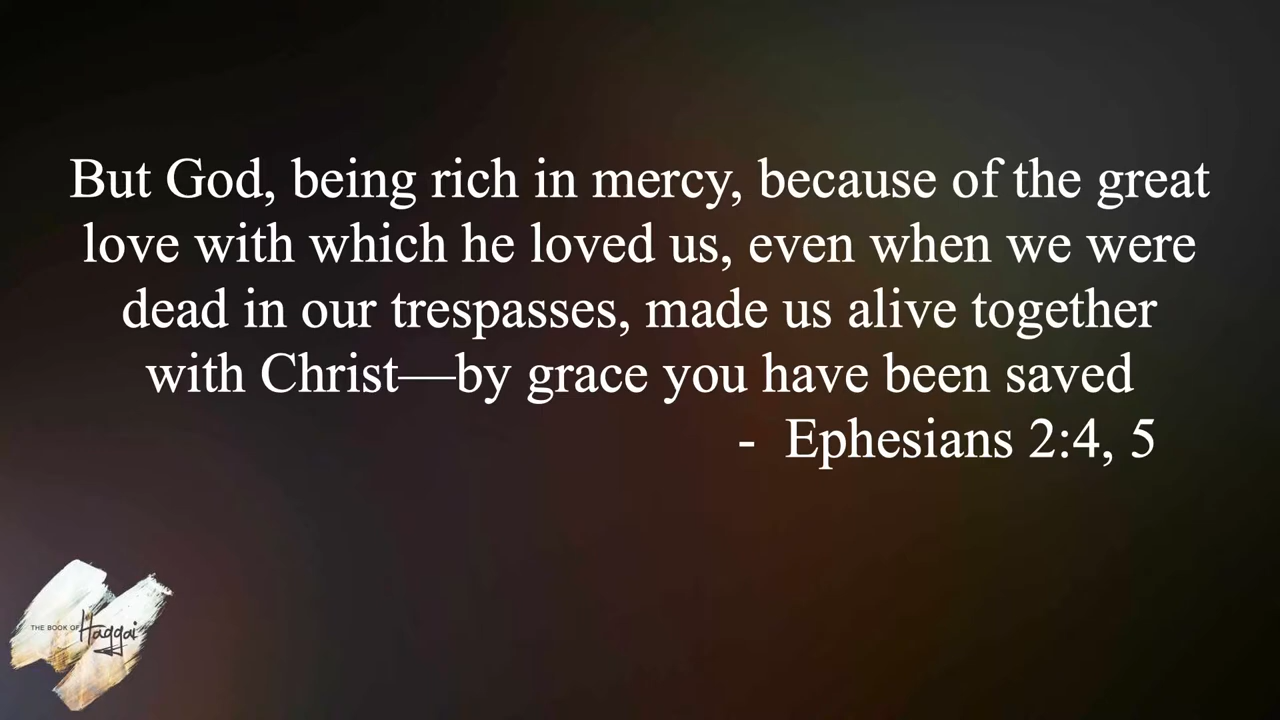 But God, being rich in mercy, because of the great
love with which he loved us, even when we were
dead in our trespasses, made us alive together
with Christ—by grace you have been saved
- Ephesians 2:4, 5
THE BOOK OF Haggai